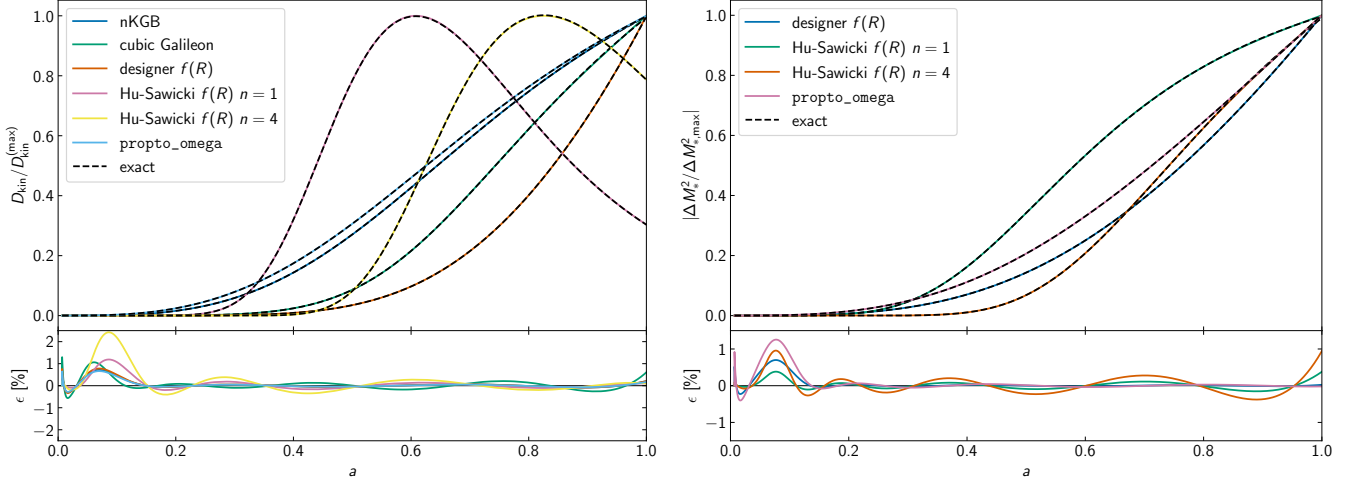 nKGB
cubic Galileon
designer f(R)
Hu-Sawicki f(R) n = 1
Hu-Sawicki f(R) n = 4
propto_omega
exact
D_kin/D_kin^(max)
1.0
0.8
0.6
0.4
0.2
0.0
ϵ [%]
2
1
0
−1
−2
0.0 0.2 0.4 0.6 0.8 1.0
a
designer f(R)
Hu-Sawicki f(R) n = 1
Hu-Sawicki f(R) n = 4
propto_omega
exact
|ΔM_*^2/ΔM_*,max^2|
1.0
0.8
0.6
0.4
0.2
0.0
ϵ [%]
1
0
−1
0.0 0.2 0.4 0.6 0.8 1.0
a